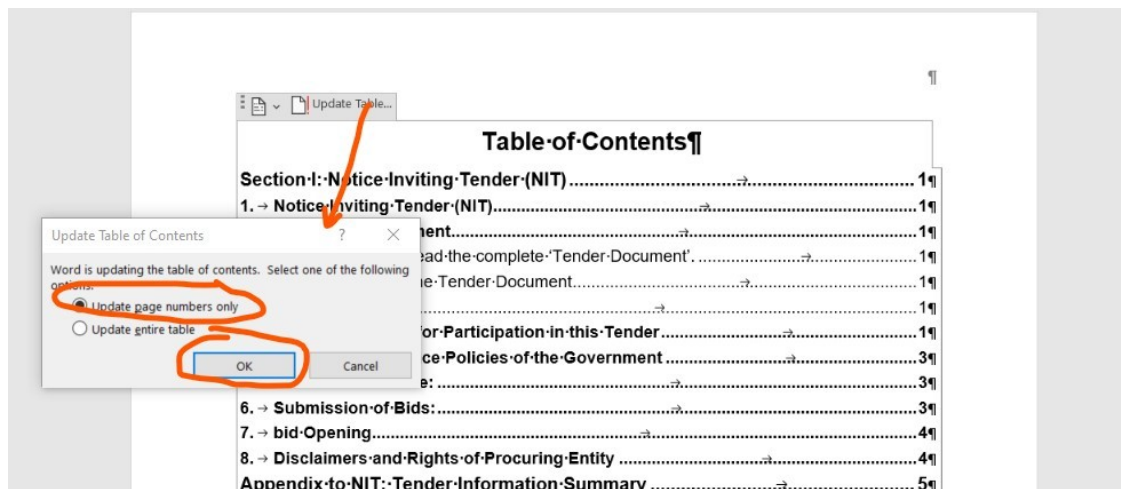 ¶
Update Table...
Table·of·Contents¶
Section·I:·Notice·Inviting·Tender·(NIT)................................→................................1¶
1.→Notice·Inviting·Tender·(NIT)................................→................................1¶
ent................................→................................1¶
ead·the·complete·‘Tender·Document’.................→................1¶
e·Tender·Document................................→................................1¶
................................→................................1¶
for·Participation·in·this·Tender................→................1¶
ce·Policies·of·the·Government................→................3¶
e:................................→................................3¶
6.→Submission·of·Bids:................................→................................3¶
7.→bid·Opening................................→................................4¶
8.→Disclaimers·and·Rights·of·Procuring·Entity................→................4¶
Appendix·to·NIT:·Tender·Information·Summary................→................5¶
Update Table of Contents ? ×
Word is updating the table of contents. Select one of the following
options:
Update page numbers only
Update entire table
OK Cancel